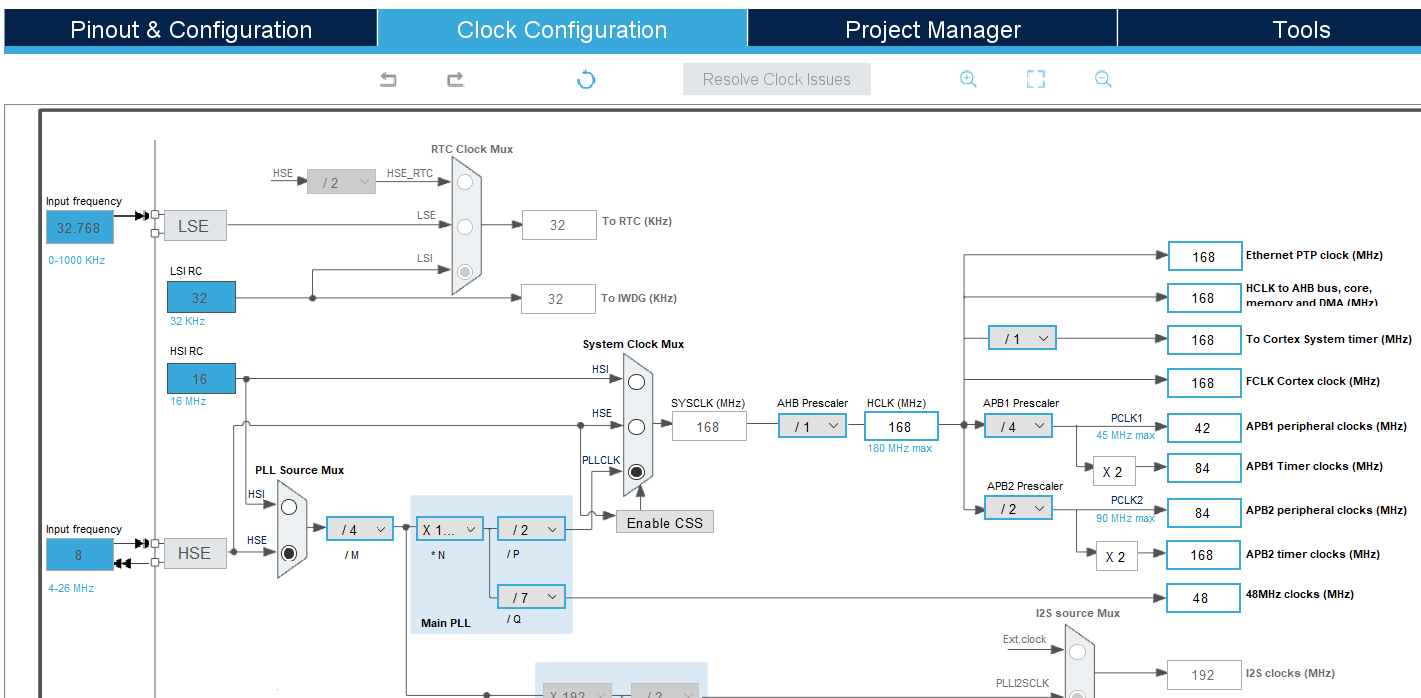 Pinout & Configuration
Clock Configuration
Project Manager
Tools
Resolve Clock Issues
RTC Clock Mux
HSE
/ 2
HSE_RTC
Input frequency
32.768
0-1000 KHz
LSE
LSE
32
To RTC (KHz)
LSI
LSI RC
32
32 KHz
32
To IWDG (KHz)
168
Ethernet PTP clock (MHz)
168
HCLK to AHB bus, core,
memory and DMA (MHz)
/ 1
168
To Cortex System timer (MHz)
System Clock Mux
HSI RC
16
16 MHz
HSI
168
FCLK Cortex clock (MHz)
HSE
SYSCLK (MHz)
168
AHB Prescaler
/ 1
HCLK (MHz)
168
180 MHz max
APB1 Prescaler
/ 4
PCLK1
45 MHz max
42
APB1 peripheral clocks (MHz)
X 2
84
APB1 Timer clocks (MHz)
PLLCLK
PLL Source Mux
HSI
HSE
APB2 Prescaler
/ 2
PCLK2
90 MHz max
84
APB2 peripheral clocks (MHz)
X 2
168
APB2 timer clocks (MHz)
Enable CSS
Input frequency
8
4-26 MHz
HSE
/ 4
/ M
X 1...
* N
/ 2
/ P
/ 7
/ Q
Main PLL
48
48MHz clocks (MHz)
I2S source Mux
Ext.clock
PLLI2SCLK
192
I2S clocks (MHz)
X 192
/ 2